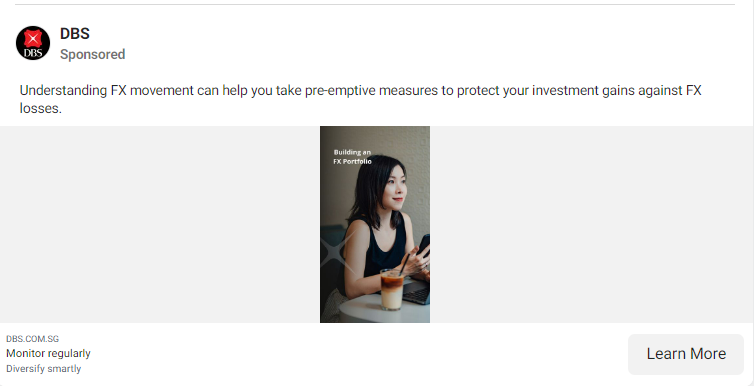 DBS
DBS
Sponsored
Understanding FX movement can help you take pre-emptive measures to protect your investment gains against FX
losses.
Building an
FX Portfolio
DBS.COM.SG
Monitor regularly
Diversify smartly
Learn More